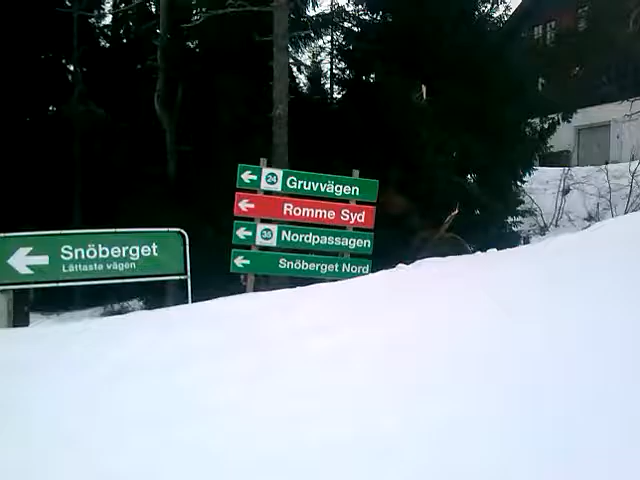 24 Gruvvägen
Romme Syd
35 Nordpassagen
Snöberget Nord
Snöberget
Lättaste vägen